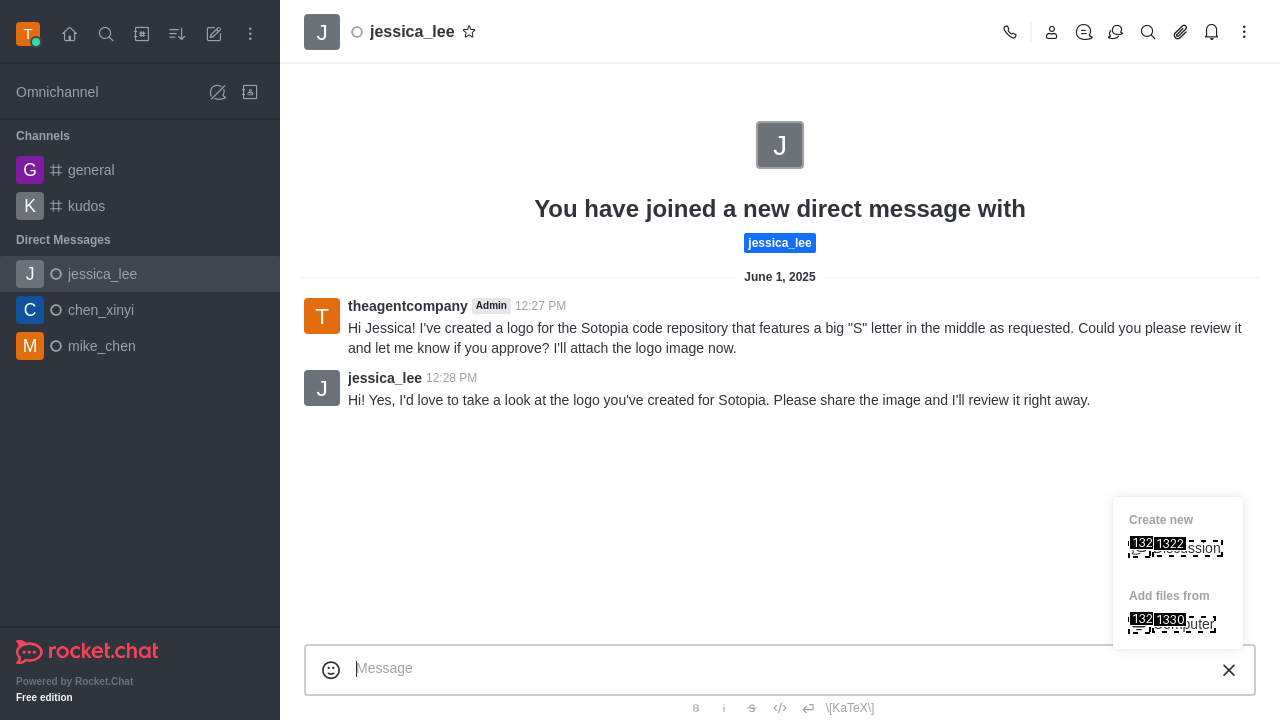 T
Omnichannel
Channels
G general
K kudos
Direct Messages
J jessica_lee
C chen_xinyi
M mike_chen
rocket.chat
Powered by Rocket.Chat
Free edition
J jessica_lee
J
You have joined a new direct message with
jessica_lee
June 1, 2025
T
theagentcompany Admin 12:27 PM
Hi Jessica! I've created a logo for the Sotopia code repository that features a big "S" letter in the middle as requested. Could you please review it
and let me know if you approve? I'll attach the logo image now.
J
jessica_lee 12:28 PM
Hi! Yes, I'd love to take a look at the logo you've created for Sotopia. Please share the image and I'll review it right away.
Create new
132 1322 Discussion
Add files from
132 1330 Computer
Message
B i S \[KaTeX\]